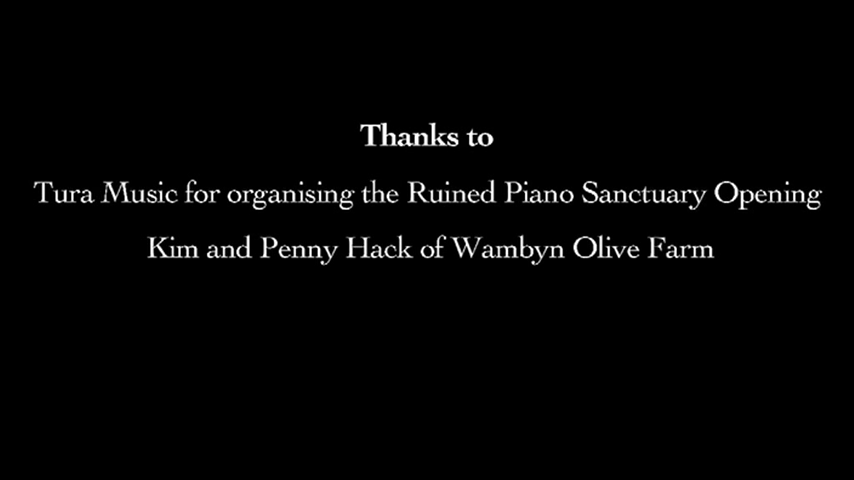 Thanks to
Tura Music for organising the Ruined Piano Sanctuary Opening
Kim and Penny Hack of Wambyn Olive Farm